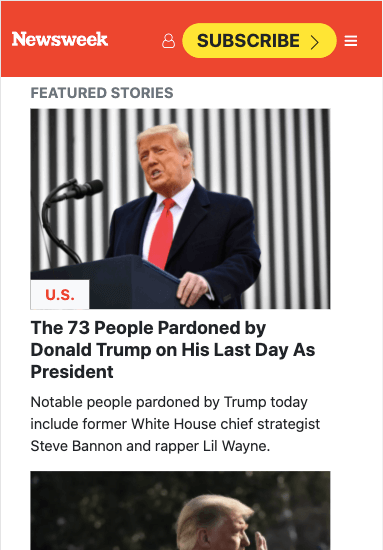 Newsweek
SUBSCRIBE
FEATURED STORIES
U.S.
The 73 People Pardoned by
Donald Trump on His Last Day As
President
Notable people pardoned by Trump today
include former White House chief strategist
Steve Bannon and rapper Lil Wayne.